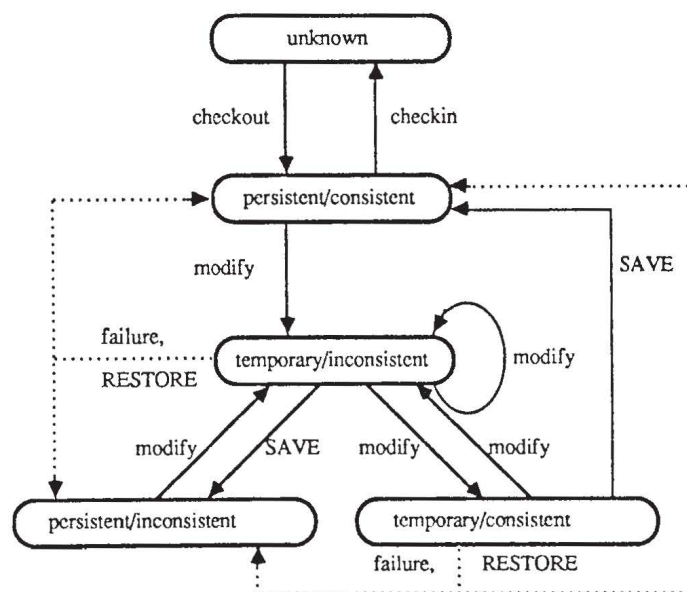 unknown
checkout
checkin
persistent/consistent
modify
SAVE
failure,
temporary/inconsistent
modify
RESTORE
modify
SAVE
modify
modify
persistent/inconsistent
temporary/consistent
failure,
RESTORE